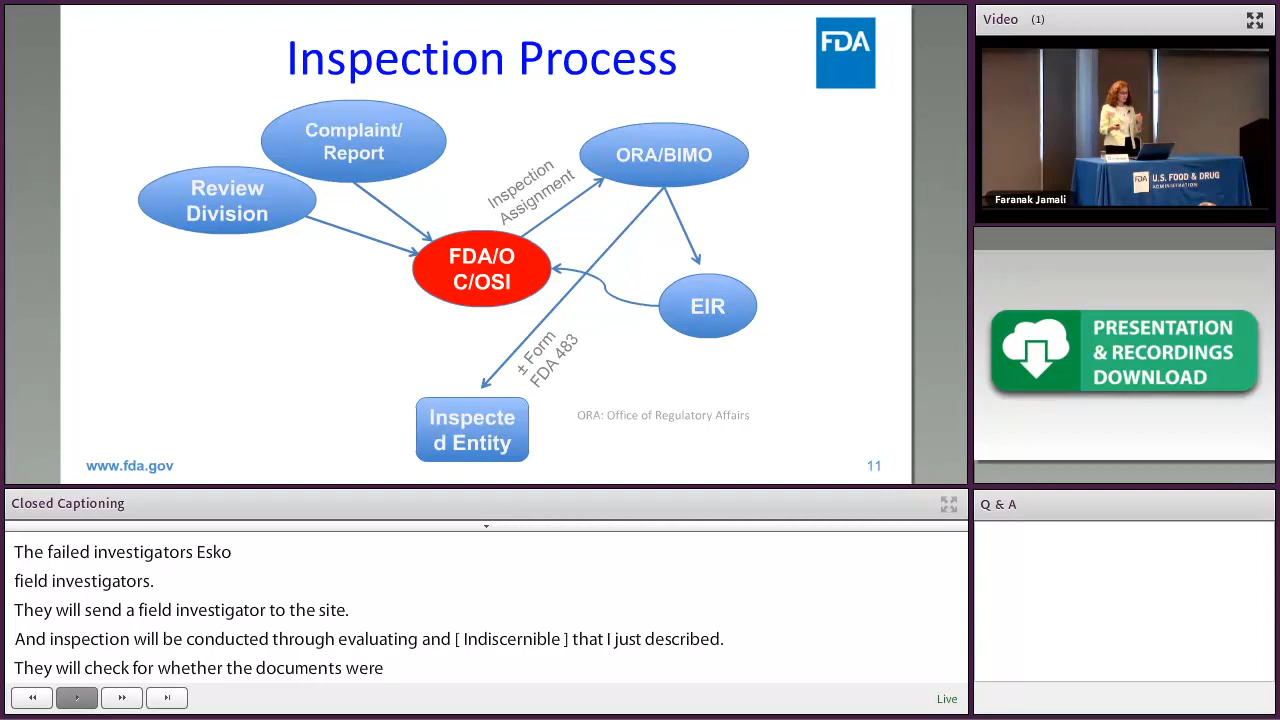 Inspection Process
FDA
Complaint/
Report
Review
Division
Inspection
Assignment
ORA/BIMO
FDA/O
C/OSI
EIR
± Form
FDA 483
Inspecte
d Entity
ORA: Office of Regulatory Affairs
www.fda.gov
11
Video (1)
FDA U.S. FOOD & DRUG
ADMINISTRATION
Faranak Jamali
PRESENTATION
& RECORDINGS
DOWNLOAD
Closed Captioning
The failed investigators Esko
field investigators.
They will send a field investigator to the site.
And inspection will be conducted through evaluating and [ Indiscernible ] that I just described.
They will check for whether the documents were
Live
Q & A